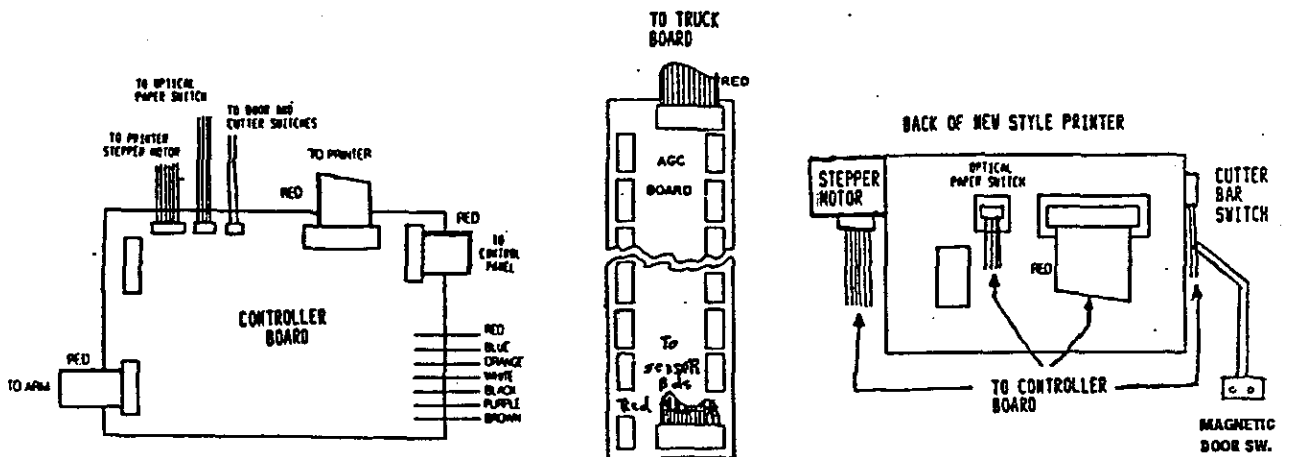 TO OPTICAL
PAPER SWITCH
TO DOOR AND
CUTTER SWITCHES
TO PRINTER
STEPPER MOTOR
TO PRINTER
RED
RED
TO
CONTROL
PANEL
CONTROLLER
BOARD
RED
TO ARM
RED
BLUE
ORANGE
WHITE
BLACK
PURPLE
BROWN
TO TRUCK
BOARD
RED
AGC
BOARD
To
sensor
Bds
Red
BACK OF NEW STYLE PRINTER
STEPPER
MOTOR
OPTICAL
PAPER SWITCH
RED
CUTTER
BAR
SWITCH
TO CONTROLLER
BOARD
MAGNETIC
DOOR SW.